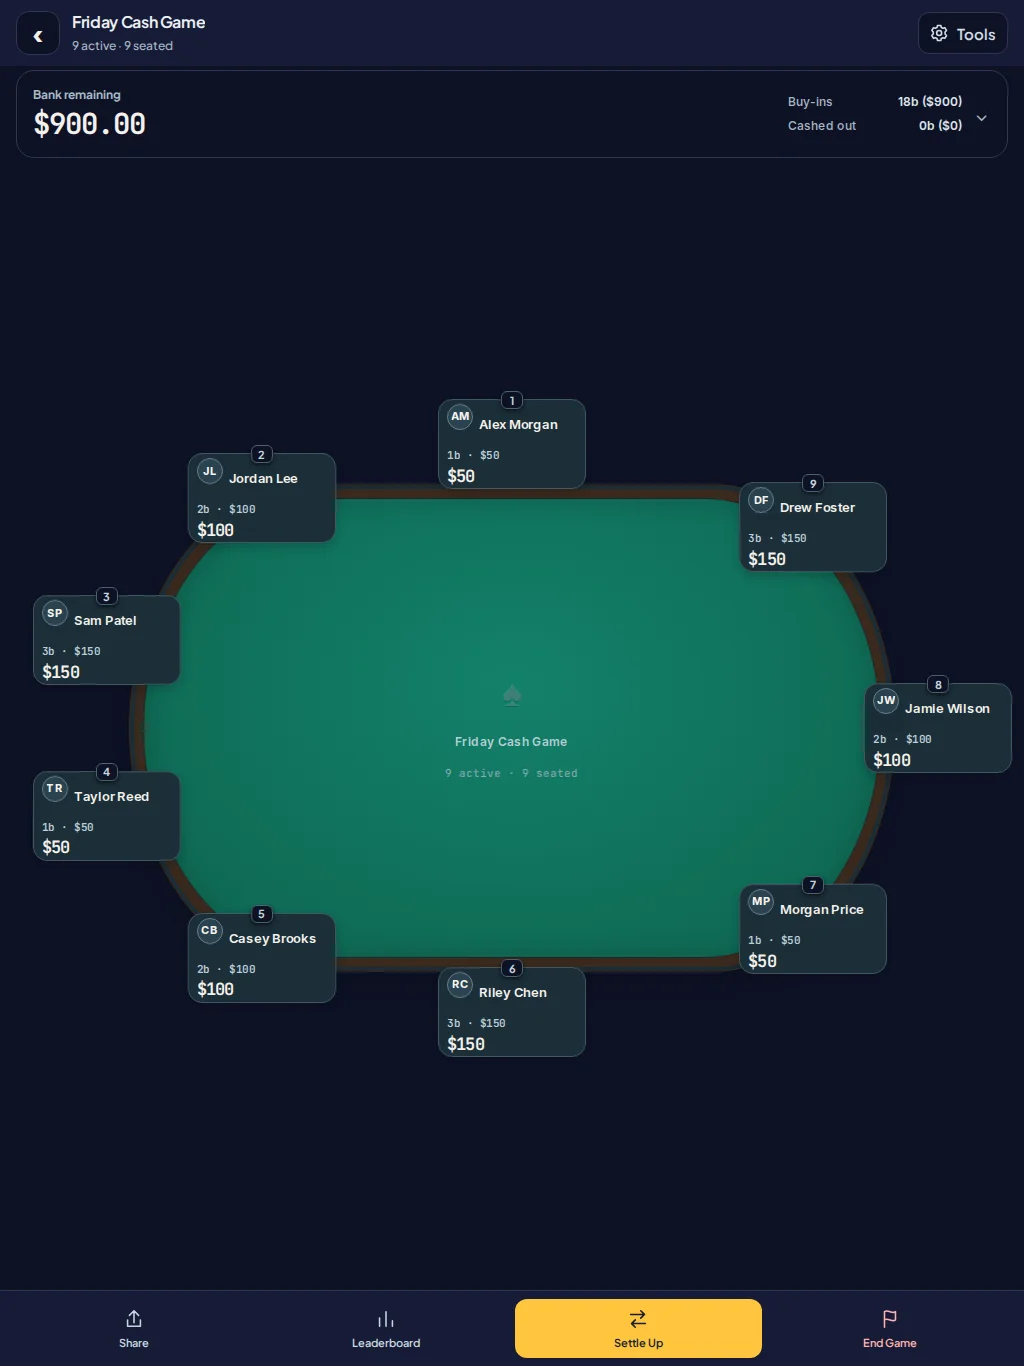 Friday Cash Game
9 active · 9 seated
Tools
Bank remaining
$900.00
Buy-ins 18b ($900)
Cashed out 0b ($0)
1
AM Alex Morgan
1b · $50
$50
2
JL Jordan Lee
2b · $100
$100
9
DF Drew Foster
3b · $150
$150
3
SP Sam Patel
3b · $150
$150
8
JW Jamie Wilson
2b · $100
$100
Friday Cash Game
9 active · 9 seated
4
TR Taylor Reed
1b · $50
$50
7
MP Morgan Price
1b · $50
$50
5
CB Casey Brooks
2b · $100
$100
6
RC Riley Chen
3b · $150
$150
Share
Leaderboard
Settle Up
End Game